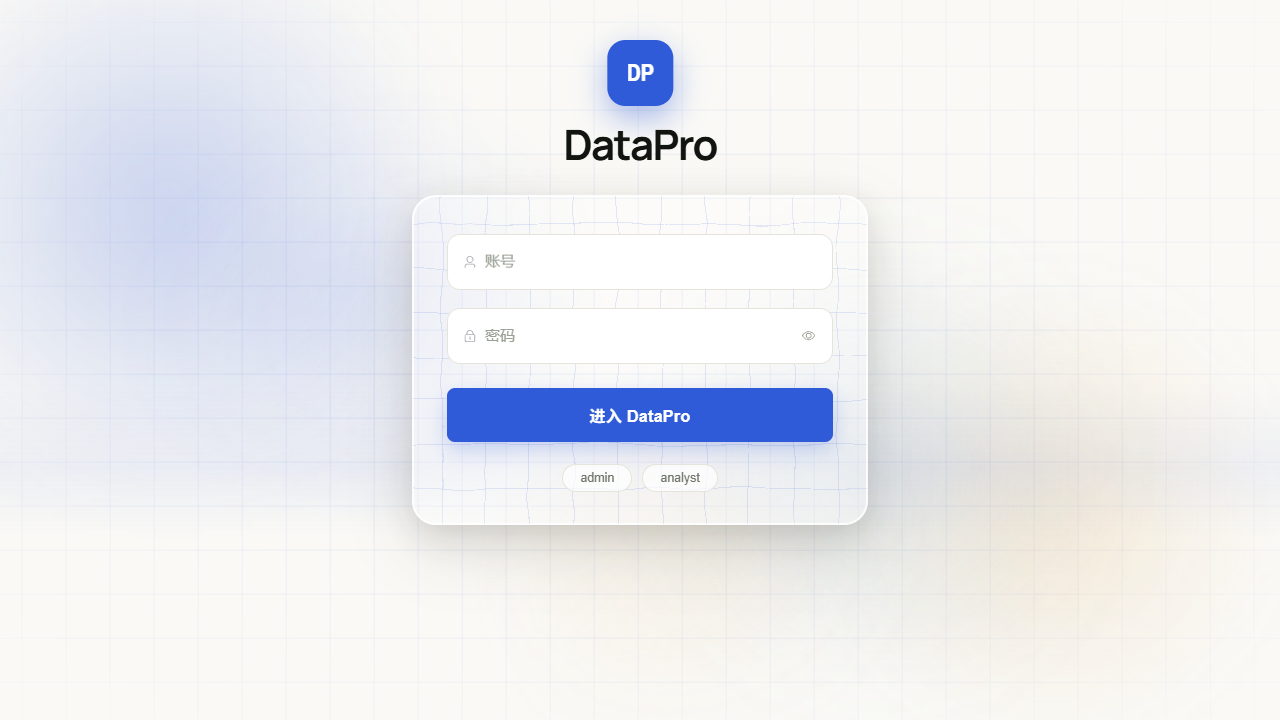 DP
DataPro
账号
密码
进入 DataPro
admin
analyst